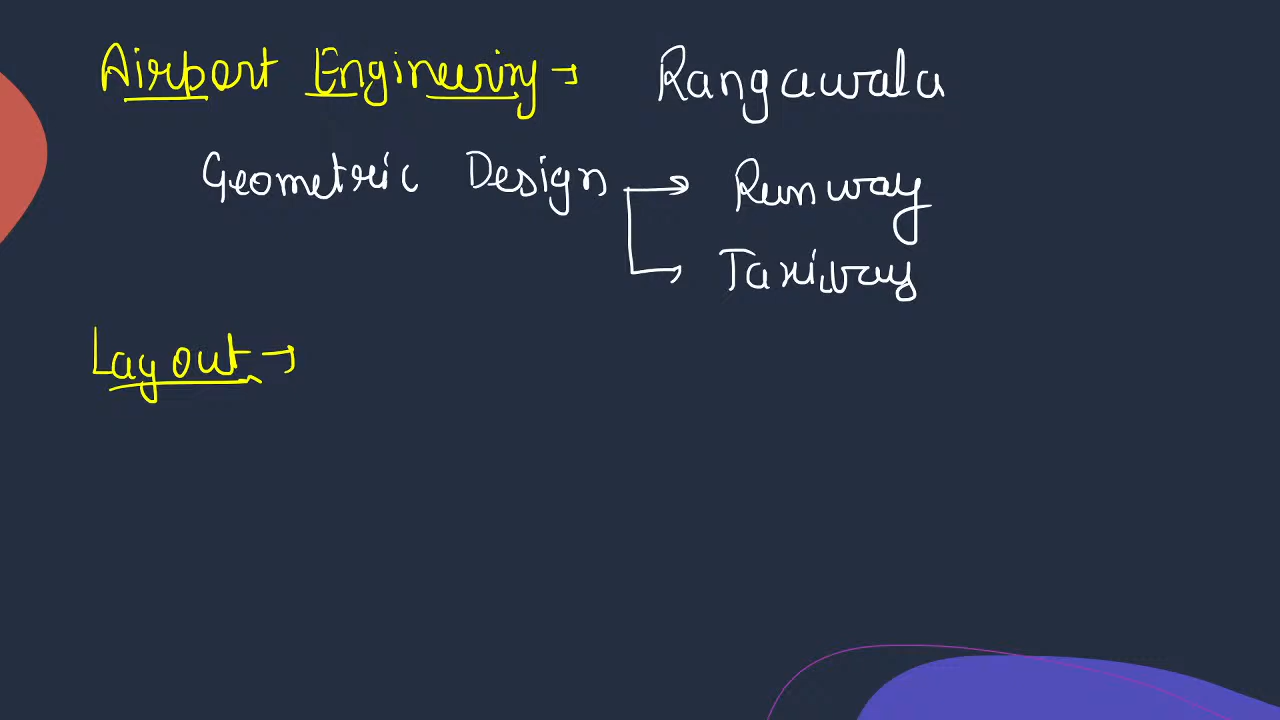 Airport Engineering → Rangawala
Geometric Design → Runway
→ Taxiway
Layout →